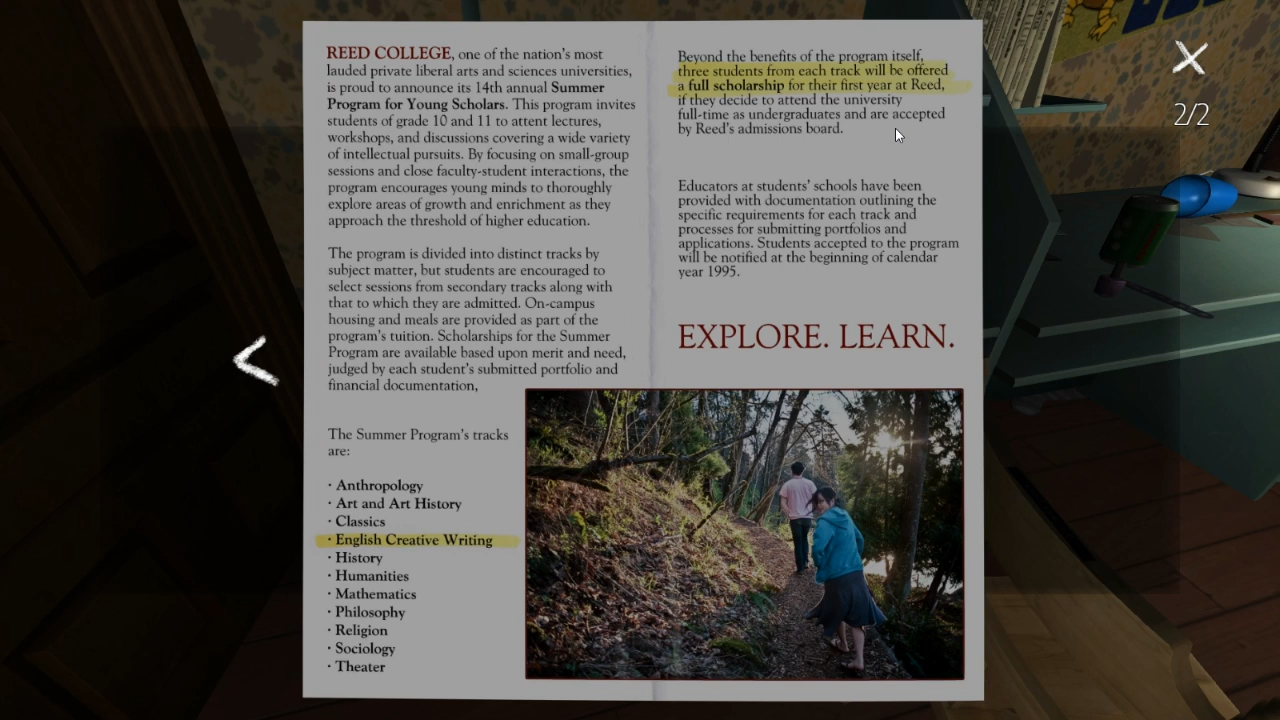 REED COLLEGE, one of the nation's most
lauded private liberal arts and sciences universities,
is proud to announce its 14th annual Summer
Program for Young Scholars. This program invites
students of grade 10 and 11 to attent lectures,
workshops, and discussions covering a wide variety
of intellectual pursuits. By focusing on small-group
sessions and close faculty-student interactions, the
program encourages young minds to thoroughly
explore areas of growth and enrichment as they
approach the threshold of higher education.
The program is divided into distinct tracks by
subject matter, but students are encouraged to
select sessions from secondary tracks along with
that to which they are admitted. On-campus
housing and meals are provided as part of the
program's tuition. Scholarships for the Summer
Program are available based upon merit and need,
judged by each student's submitted portfolio and
financial documentation,
The Summer Program's tracks
are:
· Anthropology
· Art and Art History
· Classics
· English Creative Writing
· History
· Humanities
· Mathematics
· Philosophy
· Religion
· Sociology
· Theater
Beyond the benefits of the program itself,
three students from each track will be offered
a full scholarship for their first year at Reed,
if they decide to attend the university
full-time as undergraduates and are accepted
by Reed's admissions board.
Educators at students' schools have been
provided with documentation outlining the
specific requirements for each track and
processes for submitting portfolios and
applications. Students accepted to the program
will be notified at the beginning of calendar
year 1995.
EXPLORE. LEARN.
2/2